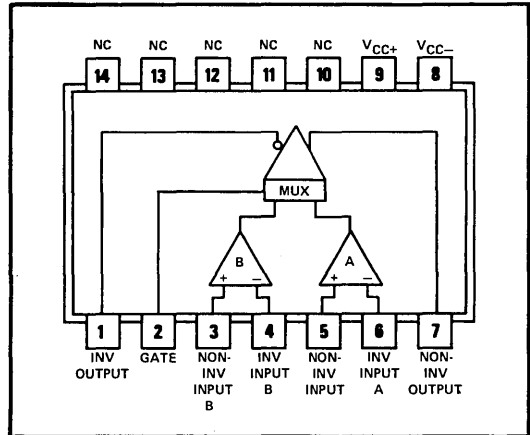 NC NC NC NC NC VCC+ VCC−
14 13 12 11 10 9 8
MUX
B A
+ − + −
1 2 3 4 5 6 7
INV GATE NON- INV NON- INV NON-
OUTPUT INV INPUT INV INPUT INV
INPUT B INPUT A OUTPUT
B